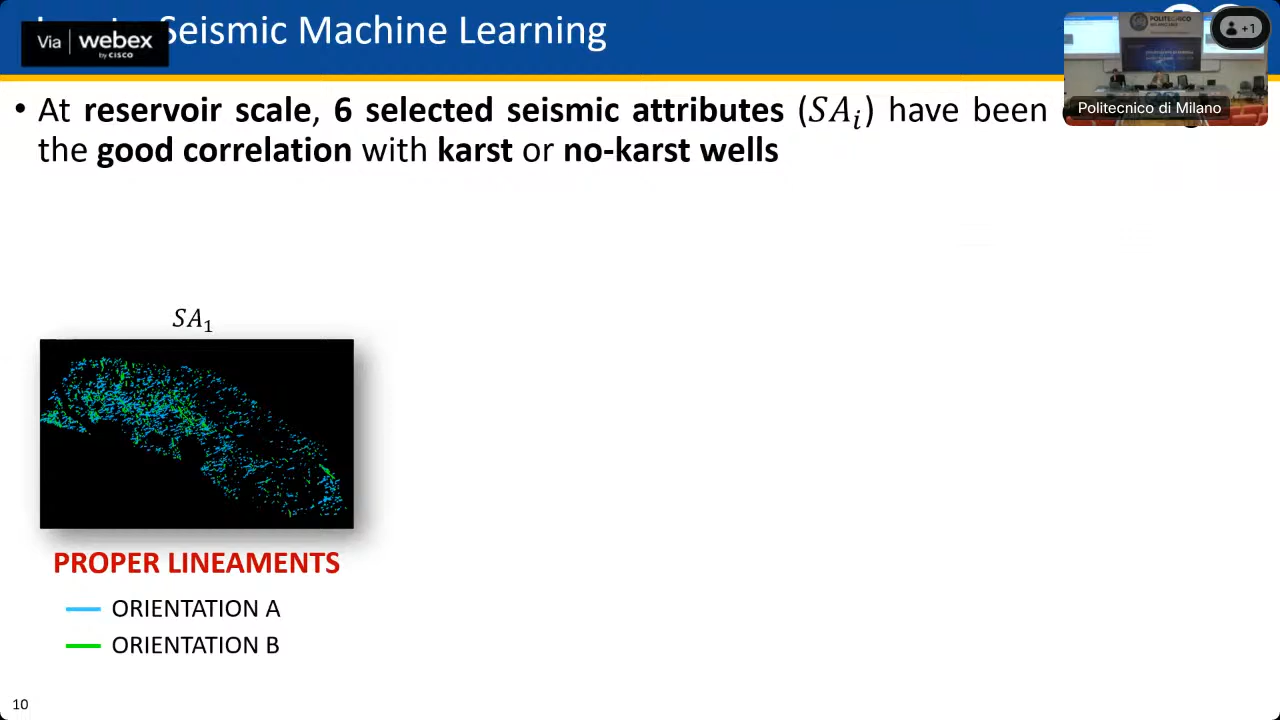 Via webex
by CISCO
Seismic Machine Learning
+1
POLITECNICO
Politecnico di Milano
• At reservoir scale, 6 selected seismic attributes (SAᵢ) have been
the good correlation with karst or no-karst wells
SA₁
PROPER LINEAMENTS
ORIENTATION A
ORIENTATION B
10